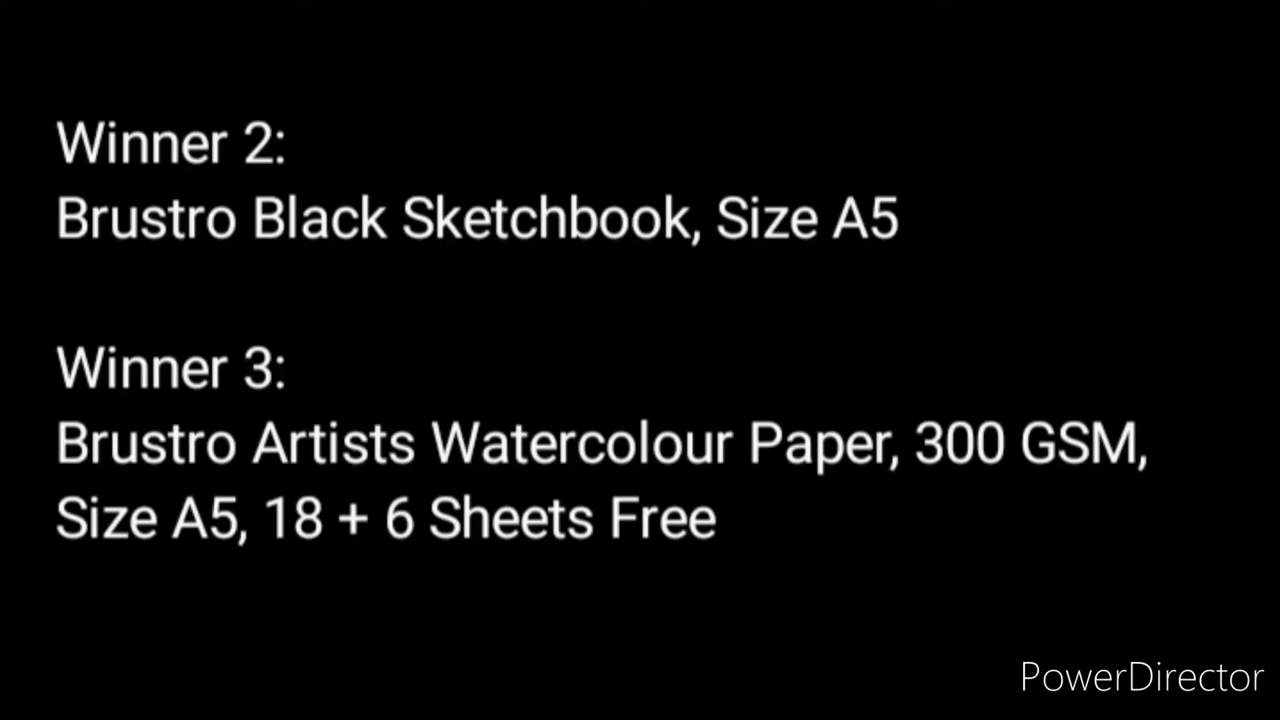 Winner 2:
Brustro Black Sketchbook, Size A5
Winner 3:
Brustro Artists Watercolour Paper, 300 GSM,
Size A5, 18 + 6 Sheets Free
PowerDirector